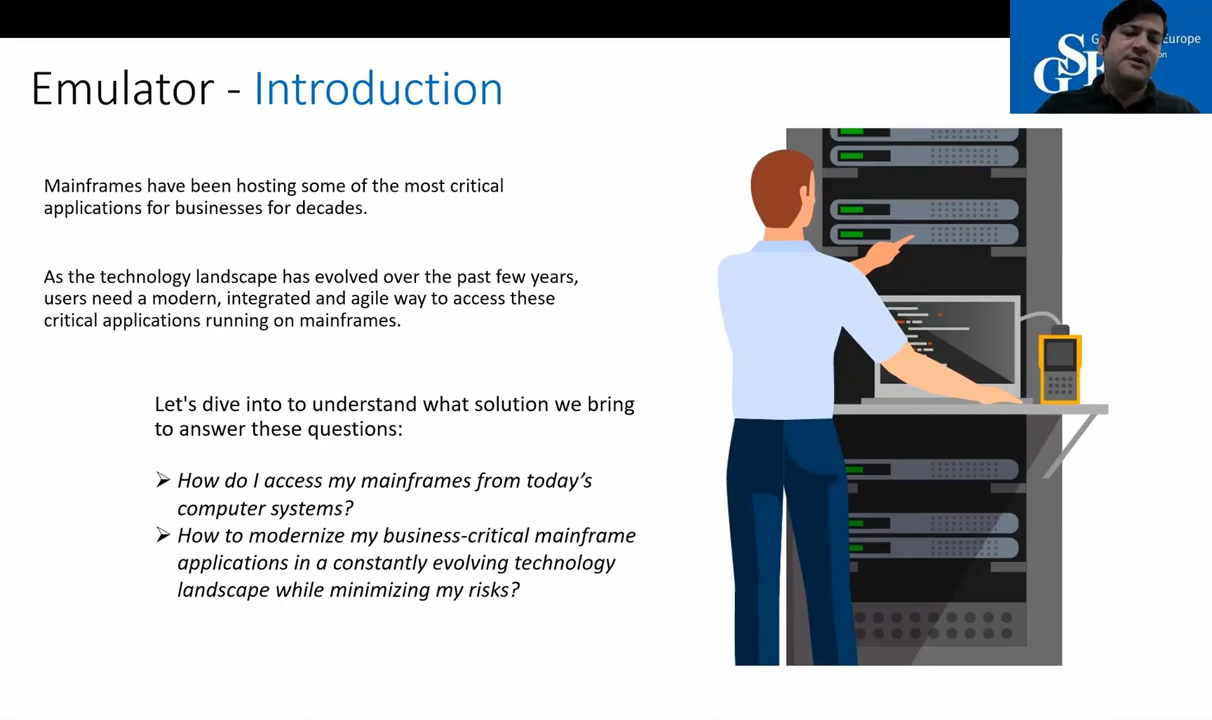 Emulator - Introduction
Mainframes have been hosting some of the most critical
applications for businesses for decades.
As the technology landscape has evolved over the past few years,
users need a modern, integrated and agile way to access these
critical applications running on mainframes.
Let's dive into to understand what solution we bring
to answer these questions:
➢ How do I access my mainframes from today's
computer systems?
➢ How to modernize my business-critical mainframe
applications in a constantly evolving technology
landscape while minimizing my risks?
GSE
Europe